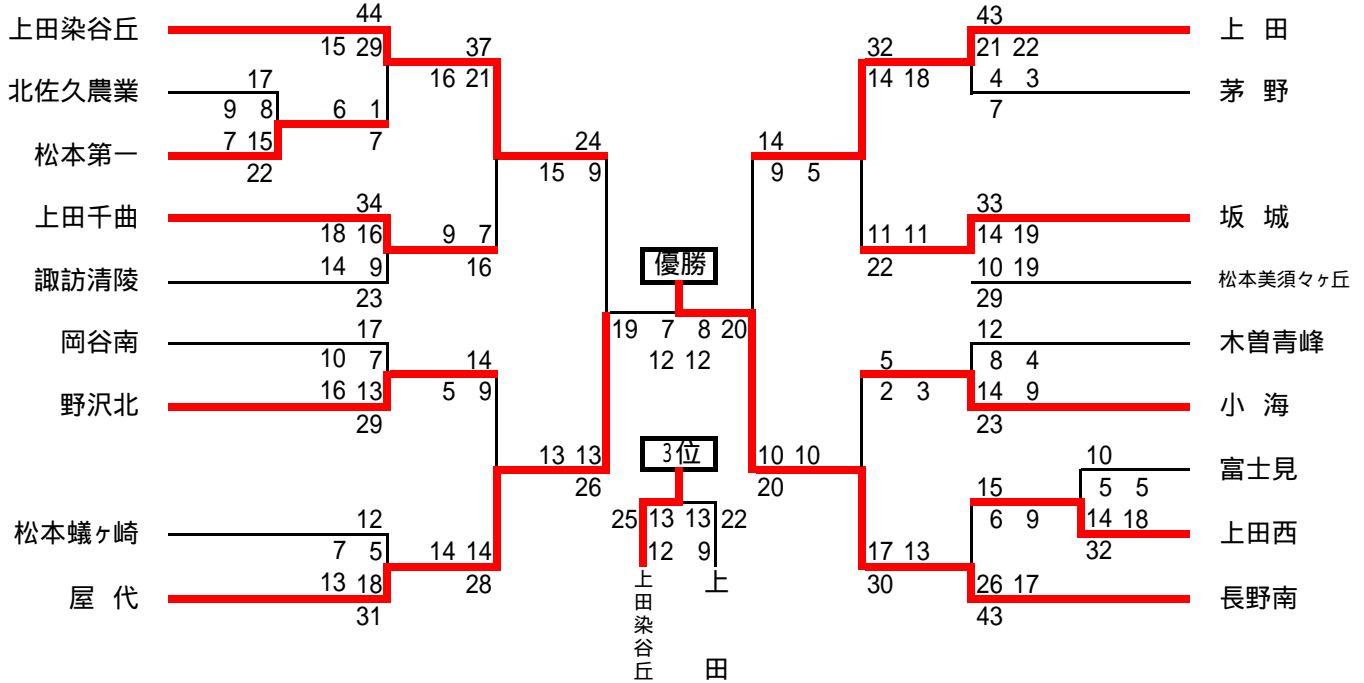 44
43
上田染谷丘
上 田
15 29
37
32
21 22
17
16 21
14 18
4 3
北佐久農業
茅 野
9 8
6 1
7
7 15
7
24
14
松本第一
22
15 9
9 5
34
33
上田千曲
坂 城
18 16
9 7
11 11
14 19
14 9
16
優勝
22
10 19
諏訪清陵
松本美須々ヶ丘
23
29
17
19 7 8 20
12
岡谷南
木曽青峰
10 7
14
12 12
5
8 4
16 13
5 9
2 3
14 9
野沢北
小 海
29
23
13 13
3位
10 10
10
富士見
26
20
15
5 5
12
25 13 13 22
6 9
14 18
松本蟻ヶ崎
上田西
7 5
14 14
12 9
17 13
32
13 18
28
30
26 17
屋 代
長野南
31
43
上田染谷丘
上 田